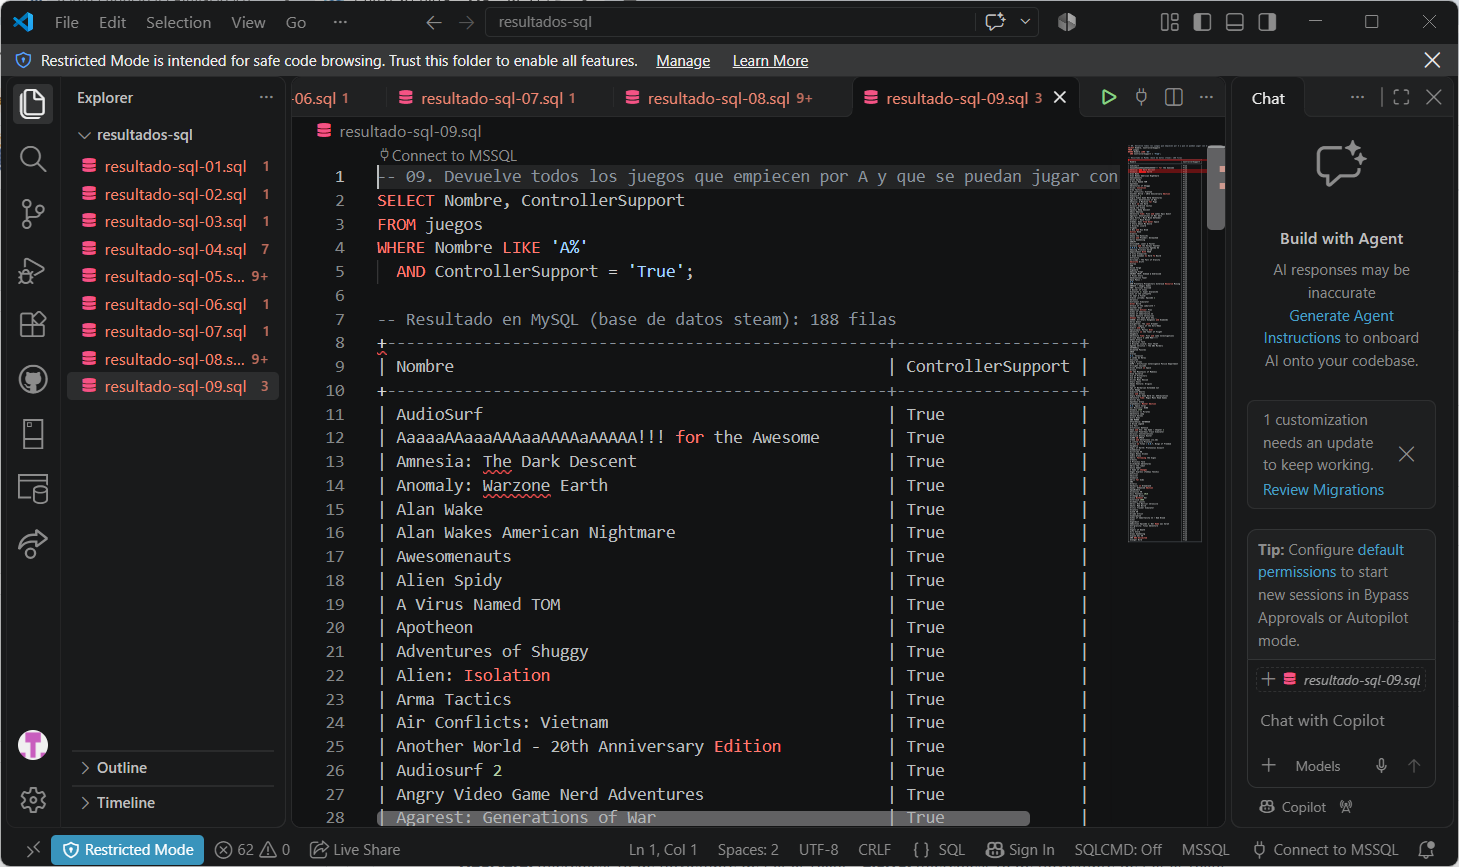 File Edit Selection View Go ··· resultados-sql
Restricted Mode is intended for safe code browsing. Trust this folder to enable all features. Manage Learn More
Explorer
resultados-sql
resultado-sql-01.sql 1
resultado-sql-02.sql 1
resultado-sql-03.sql 1
resultado-sql-04.sql 7
resultado-sql-05.s... 9+
resultado-sql-06.sql 1
resultado-sql-07.sql 1
resultado-sql-08.s... 9+
resultado-sql-09.sql 3
Outline
Timeline
-06.sql 1 resultado-sql-07.sql 1 resultado-sql-08.sql 9+ resultado-sql-09.sql 3
resultado-sql-09.sql
Connect to MSSQL
1 -- 09. Devuelve todos los juegos que empiecen por A y que se puedan jugar con
2 SELECT Nombre, ControllerSupport
3 FROM juegos
4 WHERE Nombre LIKE 'A%'
5 AND ControllerSupport = 'True';
6
7 -- Resultado en MySQL (base de datos steam): 188 filas
8 +-----------------------------------------------------+-------------------+
9 | Nombre | ControllerSupport |
10 +-----------------------------------------------------+-------------------+
11 | AudioSurf | True |
12 | AaaaaAAaaaAAAaaAAAAaAAAAA!!! for the Awesome | True |
13 | Amnesia: The Dark Descent | True |
14 | Anomaly: Warzone Earth | True |
15 | Alan Wake | True |
16 | Alan Wakes American Nightmare | True |
17 | Awesomenauts | True |
18 | Alien Spidy | True |
19 | A Virus Named TOM | True |
20 | Apotheon | True |
21 | Adventures of Shuggy | True |
22 | Alien: Isolation | True |
23 | Arma Tactics | True |
24 | Air Conflicts: Vietnam | True |
25 | Another World - 20th Anniversary Edition | True |
26 | Audiosurf 2 | True |
27 | Angry Video Game Nerd Adventures | True |
28 | Agarest: Generations of War | True |
Chat
Build with Agent
AI responses may be
inaccurate
Generate Agent
Instructions to onboard
AI onto your codebase.
1 customization
needs an update
to keep working.
Review Migrations
Tip: Configure default
permissions to start
new sessions in Bypass
Approvals or Autopilot
mode.
resultado-sql-09.sql
Chat with Copilot
Models
Copilot
Restricted Mode 62 0 Live Share Ln 1, Col 1 Spaces: 2 UTF-8 CRLF {} SQL Sign In SQLCMD: Off MSSQL Connect to MSSQL